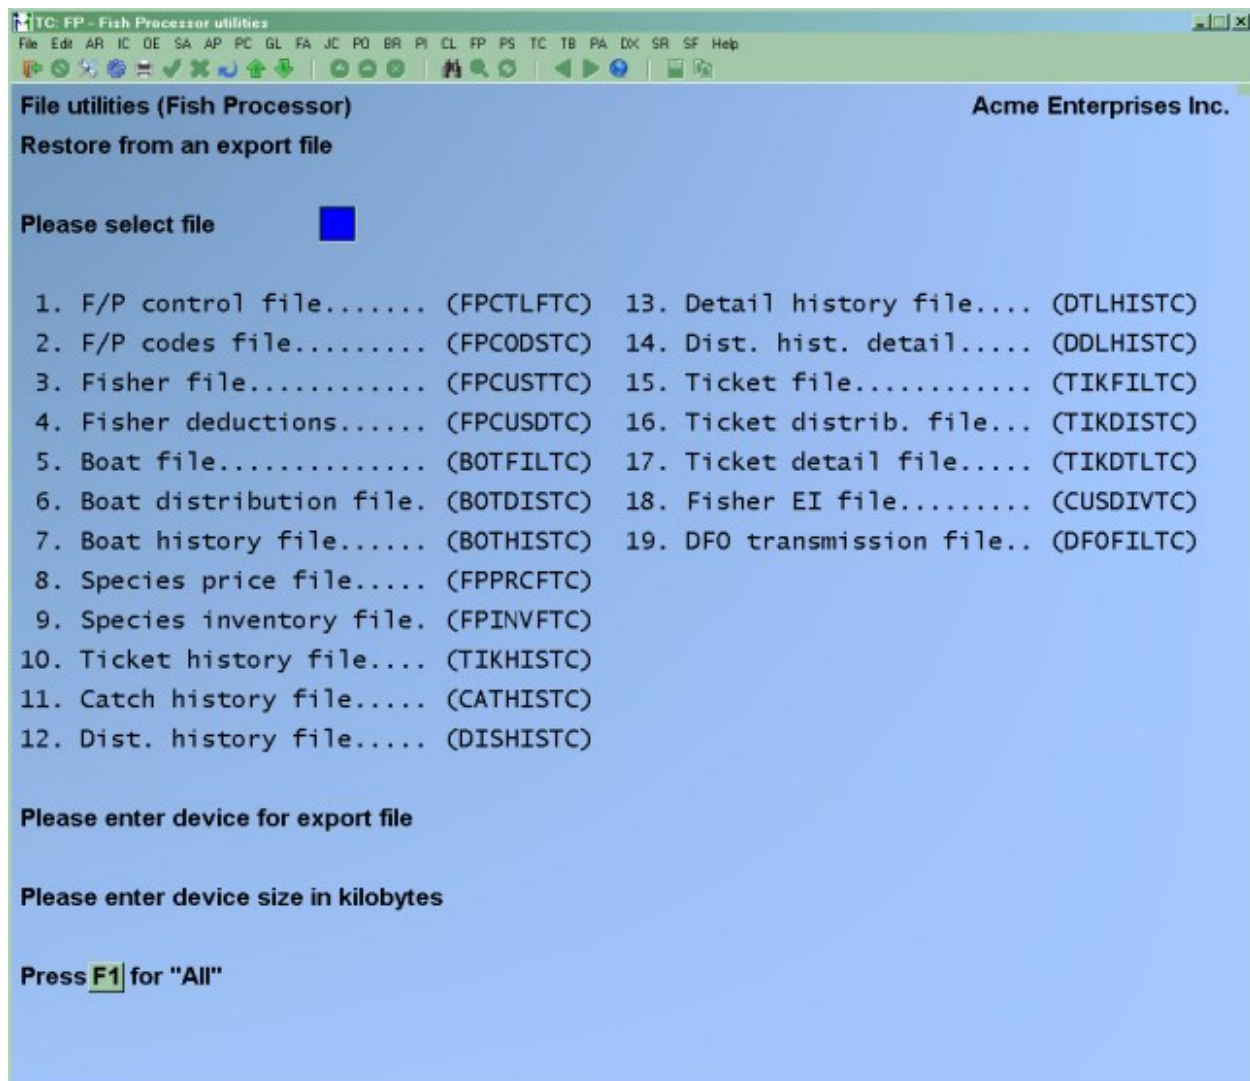 TC: FP - Fish Processor utilities
File Edit AR IC OE SA AP PC GL FA JC PO BR PI CL FP PS TC TB PA DX SR SF Help
File utilities (Fish Processor) Acme Enterprises Inc.
Restore from an export file
Please select file
1. F/P control file....... (FPCTLFTC) 13. Detail history file.... (DTLHISTC)
2. F/P codes file......... (FPCODSTC) 14. Dist. hist. detail..... (DDLHISTC)
3. Fisher file............ (FPCUSTTC) 15. Ticket file............ (TIKFILTC)
4. Fisher deductions...... (FPCUSDTC) 16. Ticket distrib. file... (TIKDISTC)
5. Boat file.............. (BOTFILTC) 17. Ticket detail file..... (TIKDTLTC)
6. Boat distribution file. (BOTDISTC) 18. Fisher EI file......... (CUSDIVTC)
7. Boat history file...... (BOTHISTC) 19. DFO transmission file.. (DFOFILTC)
8. Species price file..... (FPPRCFTC)
9. Species inventory file. (FPINVFTC)
10. Ticket history file.... (TIKHISTC)
11. Catch history file..... (CATHISTC)
12. Dist. history file..... (DISHISTC)
Please enter device for export file
Please enter device size in kilobytes
Press F1 for "All"